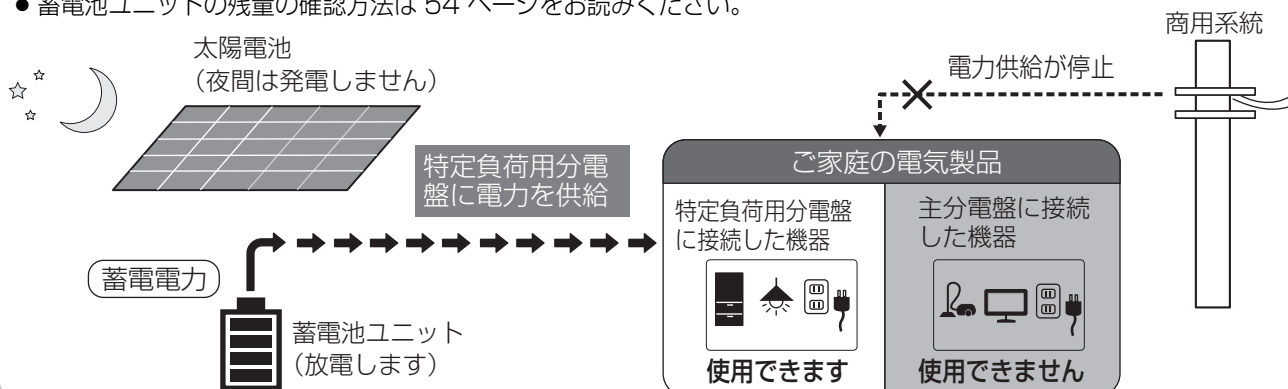 ● 蓄電池ユニットの残量の確認方法は 54 ページをお読みください。
商用系統
太陽電池
（夜間は発電しません）
電力供給が停止
特定負荷用分電
盤に電力を供給
ご家庭の電気製品
特定負荷用分電盤
に接続した機器
主分電盤に接続
した機器
蓄電電力
蓄電池ユニット
（放電します）
使用できます
使用できません